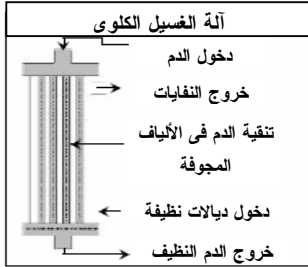 آلة الغسيل الكلوى
دخول الدم
خروج النفايات
تنقية الدم فى الألياف
المجوفة
دخول ديالات نظيفة
خروج الدم النظيف